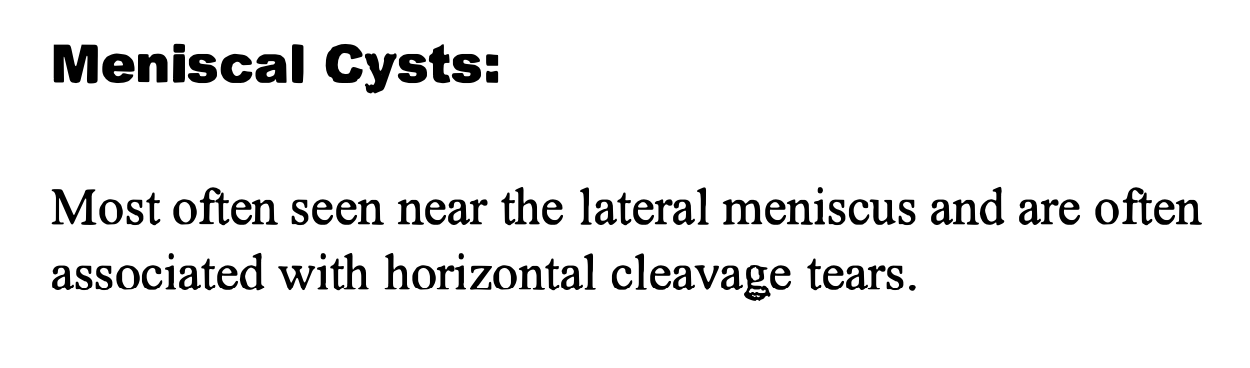 Meniscal Cysts:
Most often seen near the lateral meniscus and are often
associated with horizontal cleavage tears.